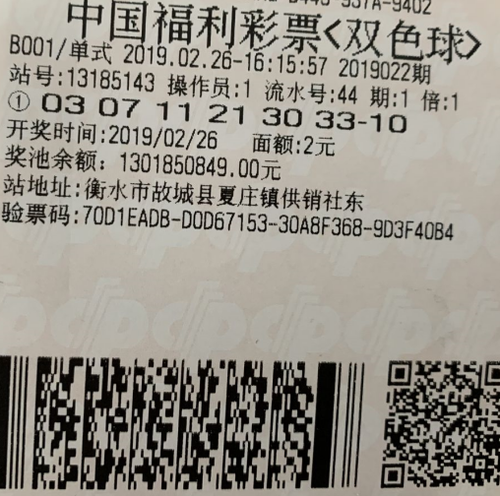 937A-9402
中国福利彩票<双色球>
B001/单式 2019.02.26-16:15:57 2019022期
站号:13185143 操作员:1 流水号:44 期:1 倍:1
① 03 07 11 21 30 33-10
开奖时间:2019/02/26 面额:2元
奖池余额: 1301850849.00元
站地址:衡水市故城县夏庄镇供销社东
验票码:70D1EADB-D0D67153-30A8F368-9D3F40B4